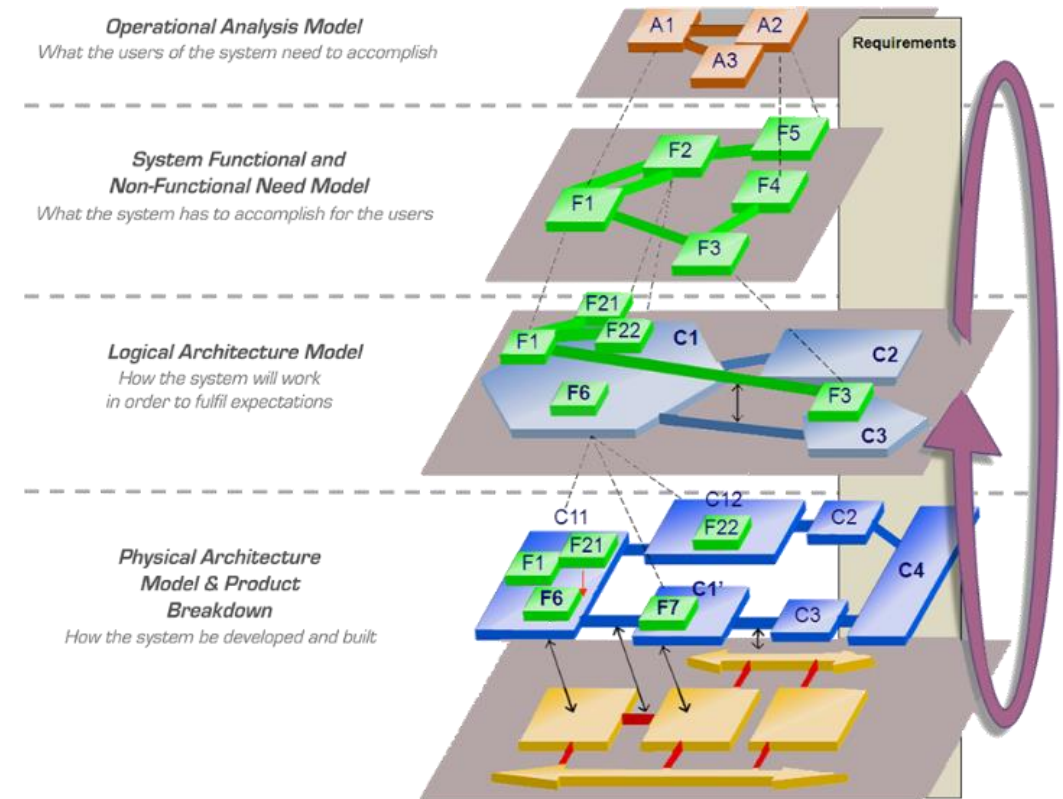 Operational Analysis Model
What the users of the system need to accomplish
A1
A2
A3
Requirements
System Functional and
Non-Functional Need Model
What the system has to accomplish for the users
F5
F2
F4
F1
F3
Logical Architecture Model
How the system will work
in order to fulfil expectations
F21
F22
F1
C1
C2
F6
F3
C3
Physical Architecture
Model & Product
Breakdown
How the system be developed and built
C11
C12
F21
F1
F6
F22
C2
C4
C1'
F7
C3